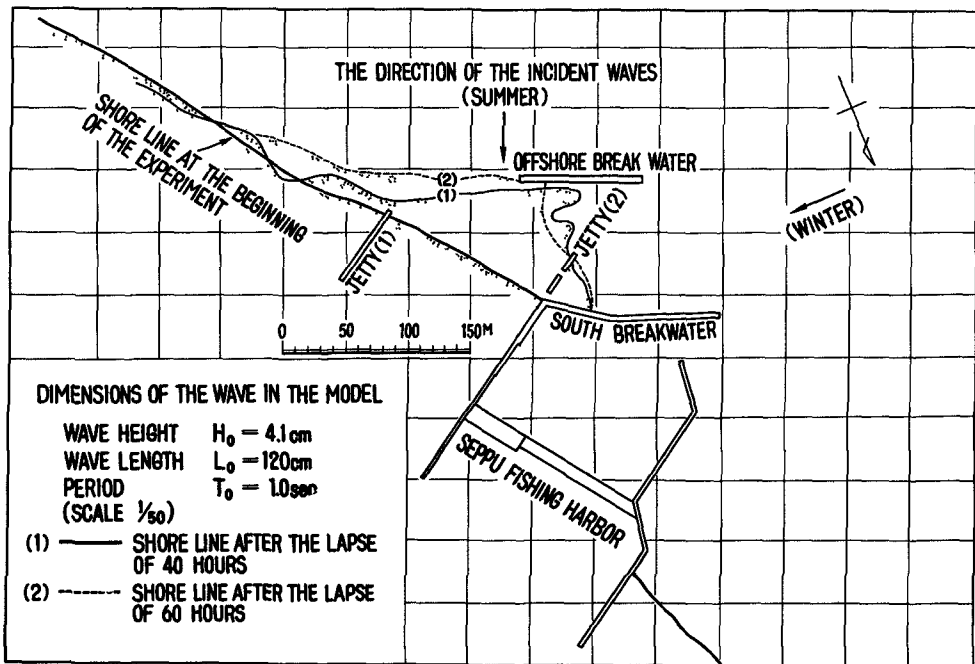 THE DIRECTION OF THE INCIDENT WAVES
(SUMMER)
OFFSHORE BREAK WATER
SHORE LINE AT THE BEGINNING
OF THE EXPERIMENT
(2)
(1)
JETTY(2)
(WINTER)
JETTY(1)
SOUTH BREAKWATER
0 50 100 150M
SEPPU FISHING HARBOR
DIMENSIONS OF THE WAVE IN THE MODEL
WAVE HEIGHT H₀ = 4.1cm
WAVE LENGTH L₀ = 120cm
PERIOD T₀ = 1.0sec
(SCALE 1/50)
(1) SHORE LINE AFTER THE LAPSE
OF 40 HOURS
(2) SHORE LINE AFTER THE LAPSE
OF 60 HOURS